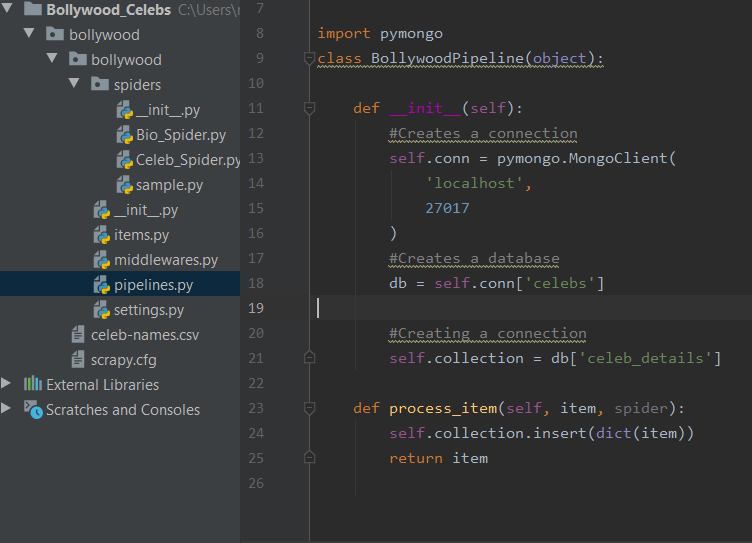 Bollywood_Celebs C:\Users\
bollywood
bollywood
spiders
__init__.py
Bio_Spider.py
Celeb_Spider.py
sample.py
__init__.py
items.py
middlewares.py
pipelines.py
settings.py
celeb-names.csv
scrapy.cfg
External Libraries
Scratches and Consoles
7
8 import pymongo
9 class BollywoodPipeline(object):
10
11 def __init__(self):
12 #Creates a connection
13 self.conn = pymongo.MongoClient(
14 'localhost',
15 27017
16 )
17 #Creates a database
18 db = self.conn['celebs']
19
20 #Creating a connection
21 self.collection = db['celeb_details']
22
23 def process_item(self, item, spider):
24 self.collection.insert(dict(item))
25 return item
26